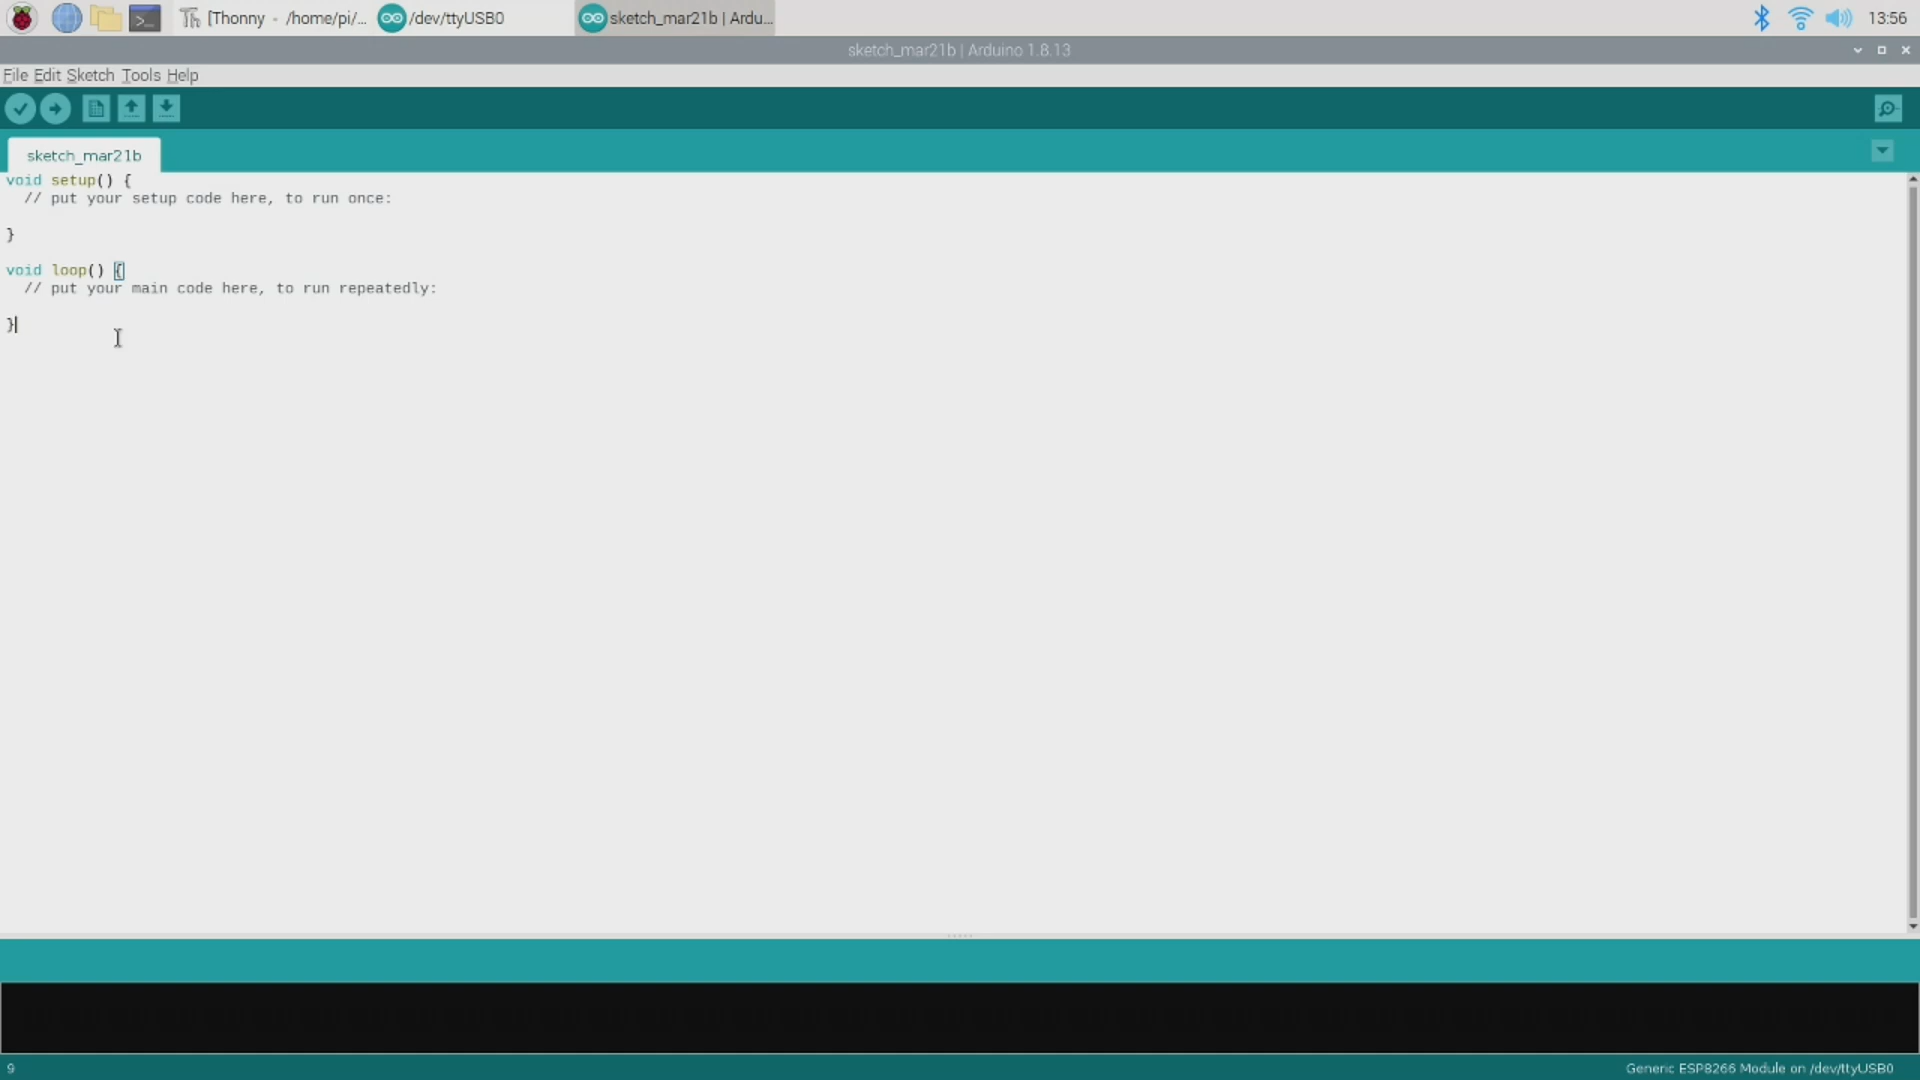 [Thonny - /home/pi/... /dev/ttyUSB0 sketch_mar21b | Ardu... 13:56
sketch_mar21b | Arduino 1.8.13
File Edit Sketch Tools Help
sketch_mar21b
void setup() {
  // put your setup code here, to run once:
}
void loop() {
  // put your main code here, to run repeatedly:
}
9 Generic ESP8266 Module on /dev/ttyUSB0